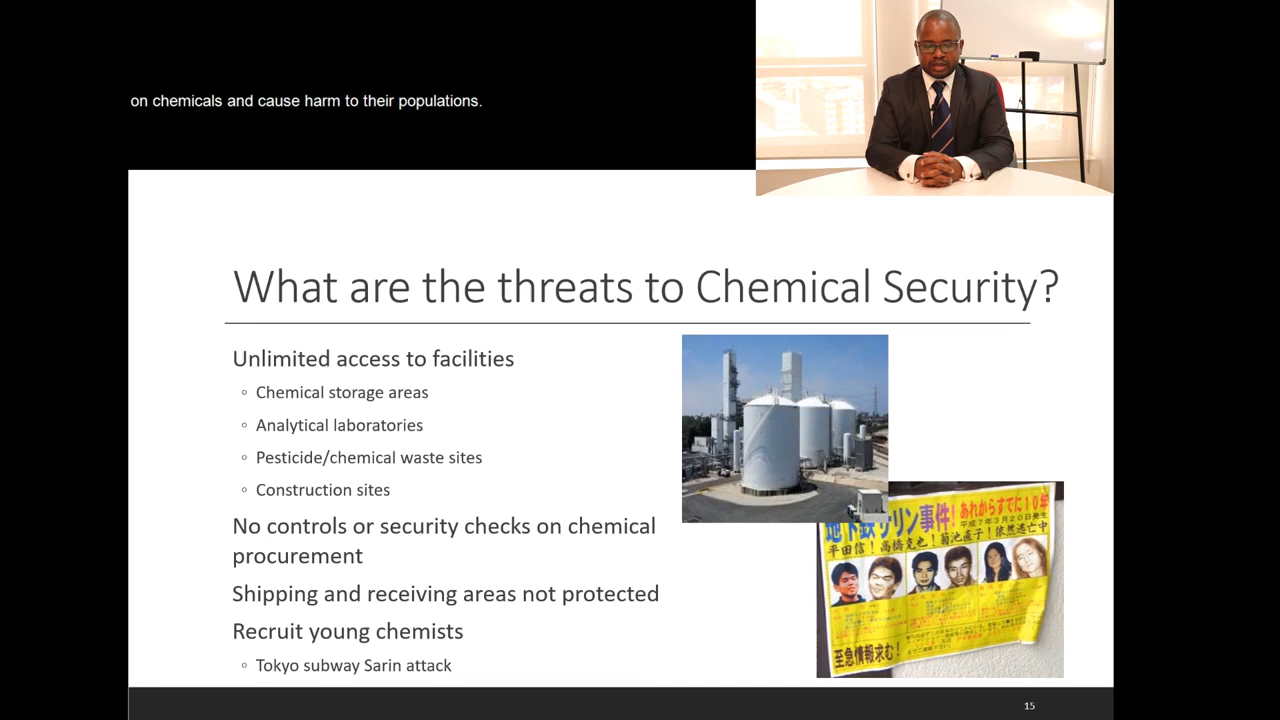 on chemicals and cause harm to their populations.
What are the threats to Chemical Security?
Unlimited access to facilities
◦ Chemical storage areas
◦ Analytical laboratories
◦ Pesticide/chemical waste sites
◦ Construction sites
No controls or security checks on chemical
procurement
Shipping and receiving areas not protected
Recruit young chemists
◦ Tokyo subway Sarin attack
あれからすでに10年
地下鉄サリン事件!
平成7年3月20日発生
平田信!高橋克也!菊池直子!依然逃亡中
至急情報求む!
15